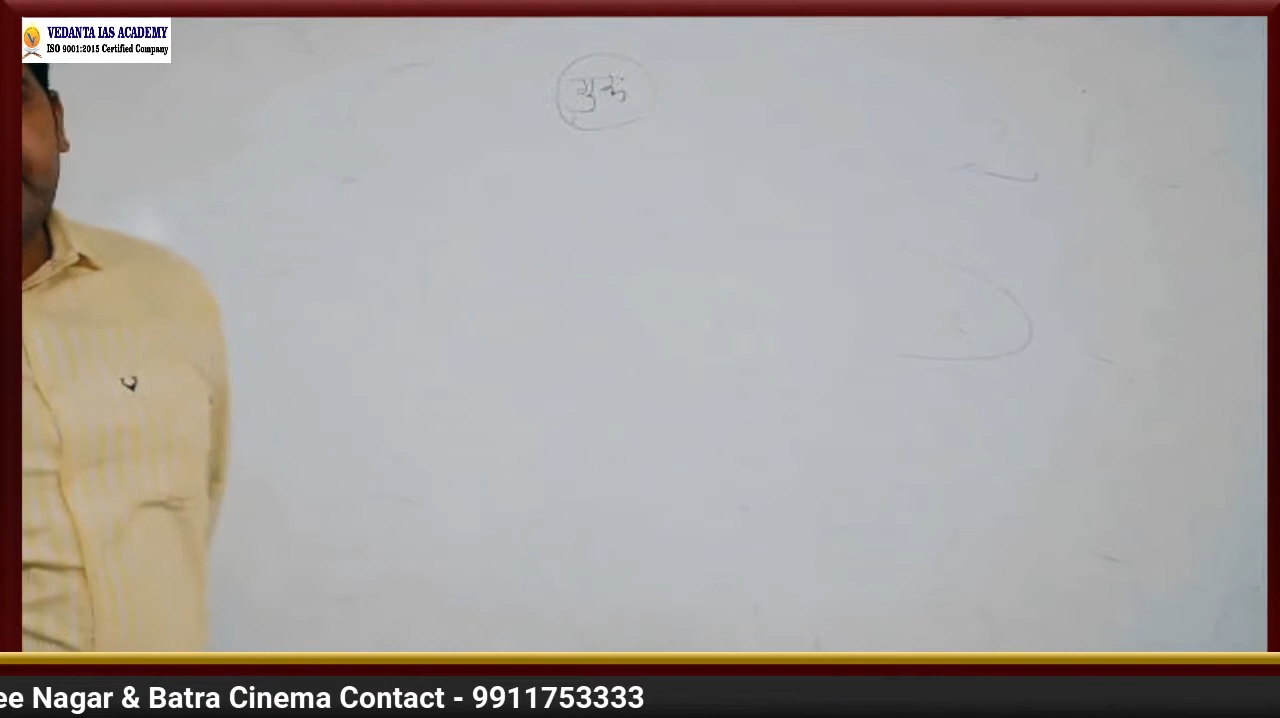 VEDANTA IAS ACADEMY
ISO 9001:2015 Certified Company
ee Nagar & Batra Cinema Contact - 9911753333